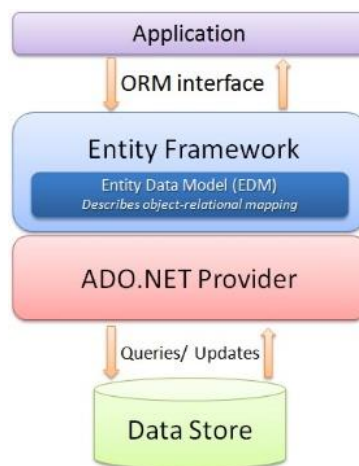 Application
ORM interface
Entity Framework
Entity Data Model (EDM)
Describes object-relational mapping
ADO.NET Provider
Queries/ Updates
Data Store